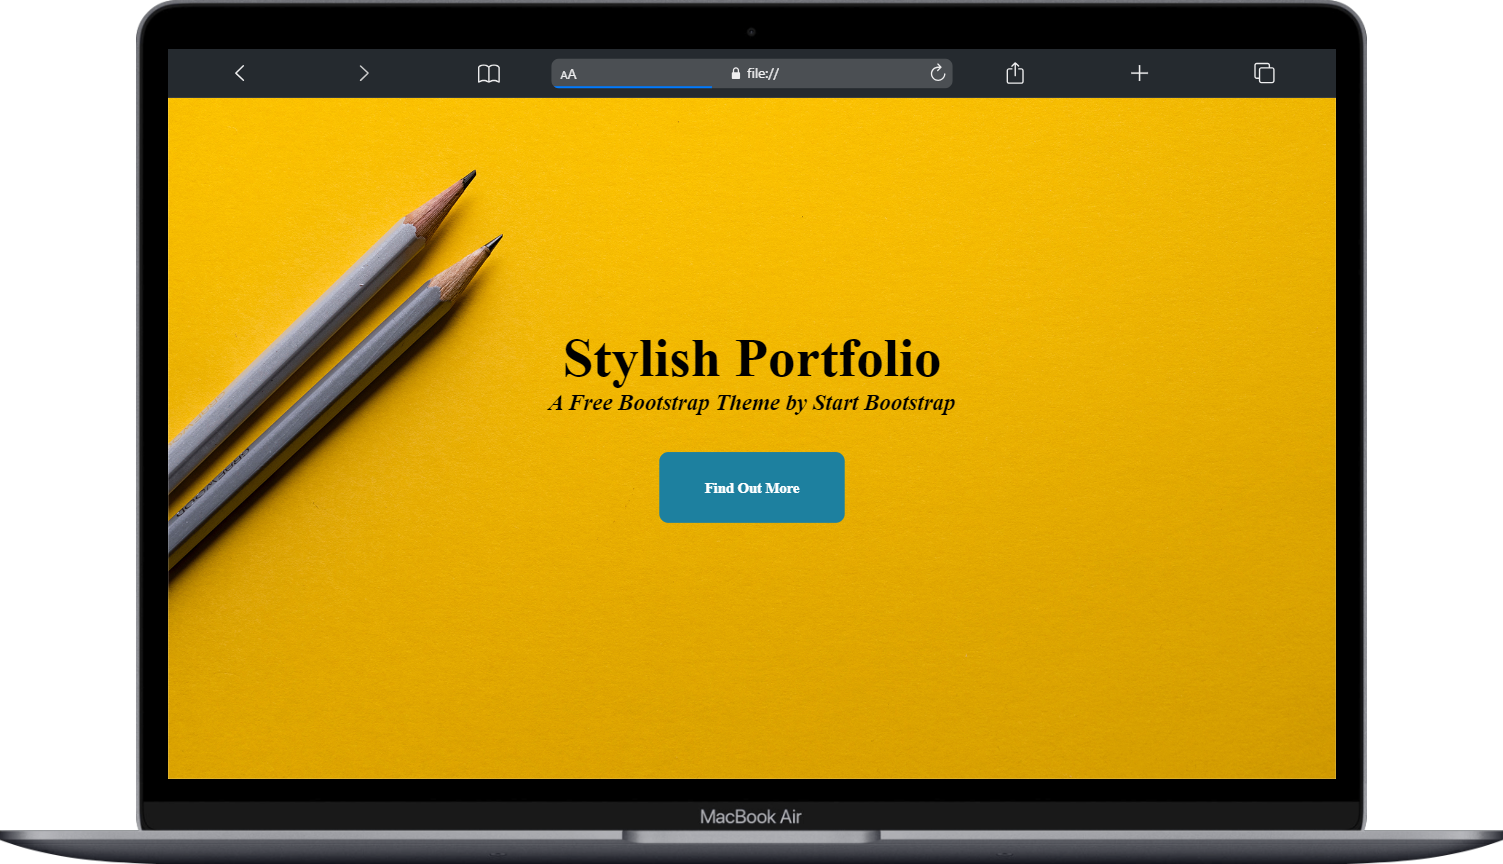 AA
file://
Stylish Portfolio
A Free Bootstrap Theme by Start Bootstrap
Find Out More
MacBook Air